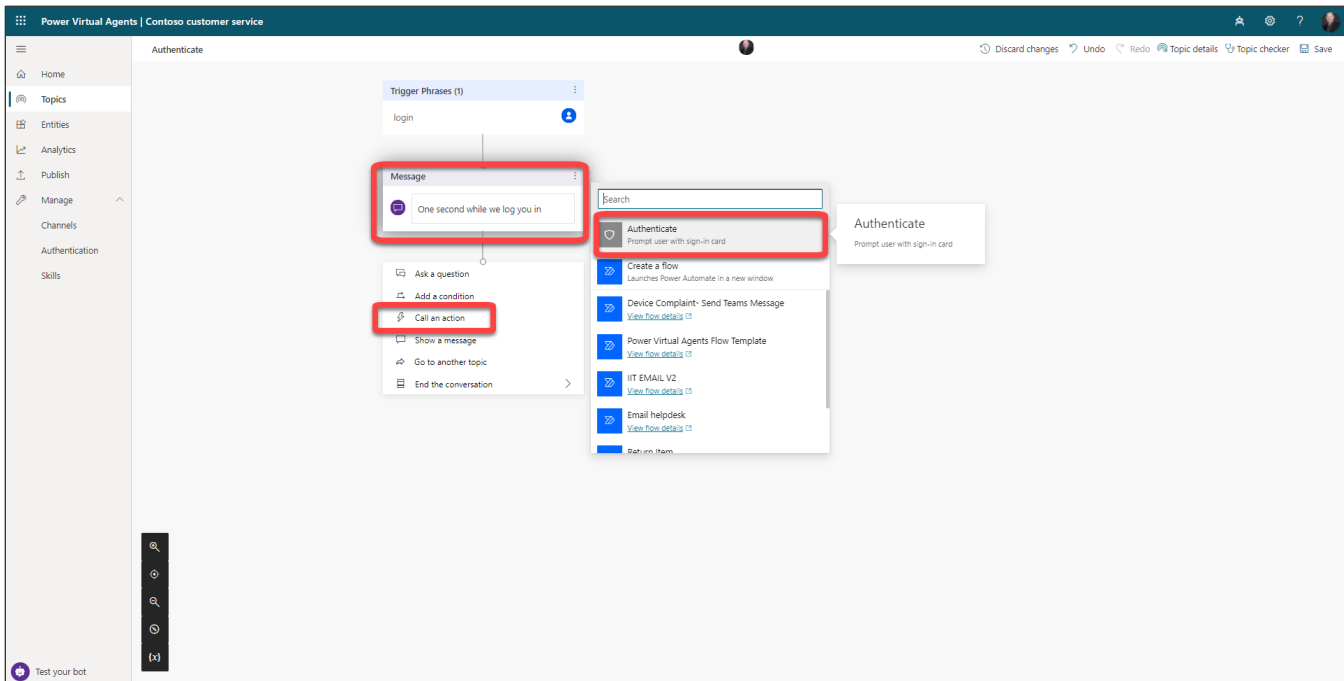 Power Virtual Agents | Contoso customer service
?
Authenticate
Discard changes Undo Redo Topic details Topic checker Save
Home
Topics
Entities
Analytics
Publish
Manage
Channels
Authentication
Skills
Test your bot
Trigger Phrases (1)
login
Message
One second while we log you in
Ask a question
Add a condition
Call an action
Show a message
Go to another topic
End the conversation
Search
Authenticate
Prompt user with sign-in card
Create a flow
Launches Power Automate in a new window
Device Complaint- Send Teams Message
View flow details
Power Virtual Agents Flow Template
View flow details
IIT EMAIL V2
View flow details
Email helpdesk
View flow details
Return Item
Authenticate
Prompt user with sign-in card
{x}